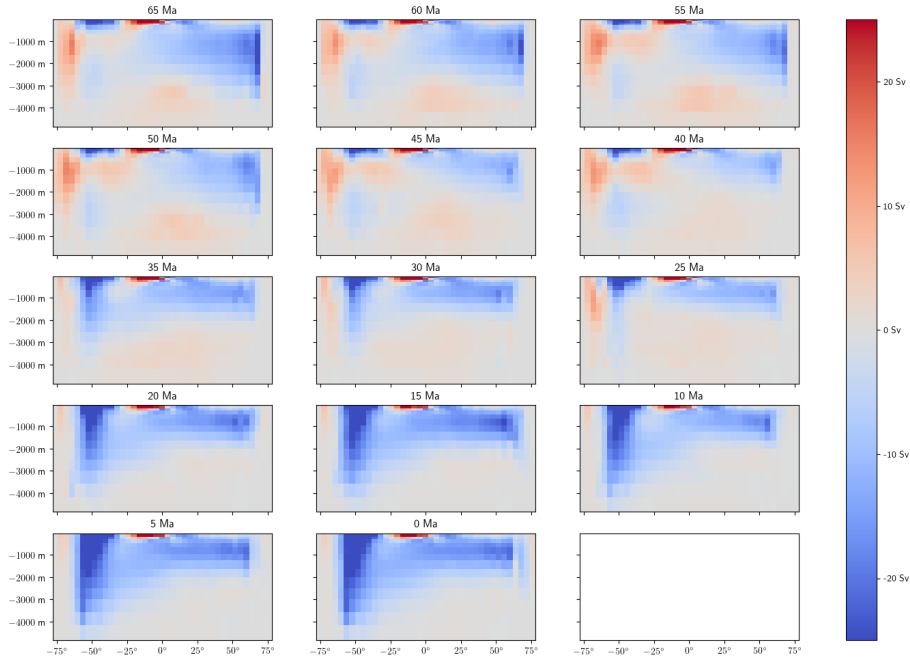 65 Ma
60 Ma
55 Ma
−1000 m
−2000 m
−3000 m
−4000 m
50 Ma
45 Ma
40 Ma
−1000 m
−2000 m
−3000 m
−4000 m
35 Ma
30 Ma
25 Ma
−1000 m
−2000 m
−3000 m
−4000 m
20 Ma
15 Ma
10 Ma
−1000 m
−2000 m
−3000 m
−4000 m
5 Ma
0 Ma
−1000 m
−2000 m
−3000 m
−4000 m
−75° −50° −25° 0° 25° 50° 75°
−75° −50° −25° 0° 25° 50° 75°
−75° −50° −25° 0° 25° 50° 75°
20 Sv
10 Sv
0 Sv
-10 Sv
-20 Sv